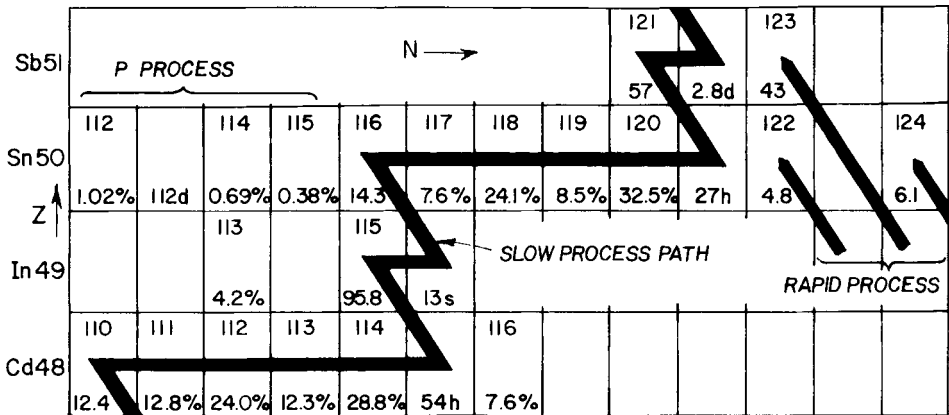 121 123
Sb51 N
P PROCESS
57 2.8d 43
112 114 115 116 117 118 119 120 122 124
Sn50
1.02% 112d 0.69% 0.38% 14.3 7.6% 24.1% 8.5% 32.5% 27h 4.8 6.1
Z
113 115
SLOW PROCESS PATH
In49
RAPID PROCESS
4.2% 95.8 13s
110 111 112 113 114 116
Cd48
12.4 12.8% 24.0% 12.3% 28.8% 54h 7.6%